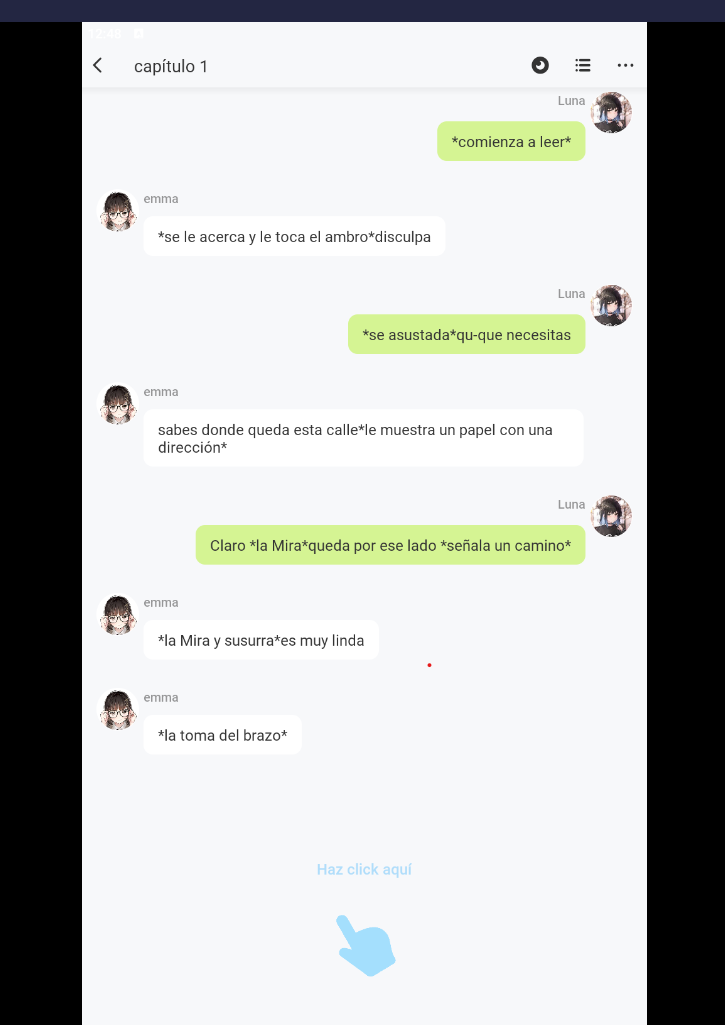 12:48
capítulo 1
Luna
*comienza a leer*
emma
*se le acerca y le toca el ambro*disculpa
Luna
*se asustada*qu-que necesitas
emma
sabes donde queda esta calle*le muestra un papel con una
dirección*
Luna
Claro *la Mira*queda por ese lado *señala un camino*
emma
*la Mira y susurra*es muy linda
emma
*la toma del brazo*
Haz click aquí